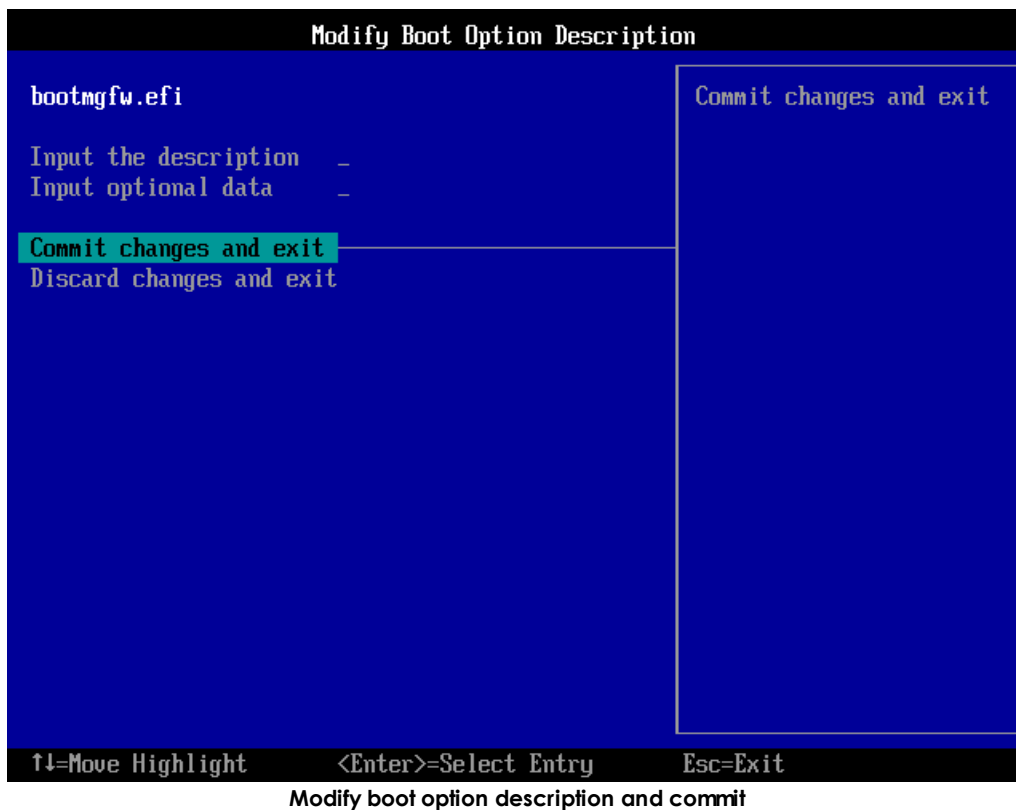 Modify Boot Option Description
bootmgfw.efi
Commit changes and exit
Input the description _
Input optional data _
Commit changes and exit
Discard changes and exit
↑↓=Move Highlight <Enter>=Select Entry Esc=Exit
Modify boot option description and commit